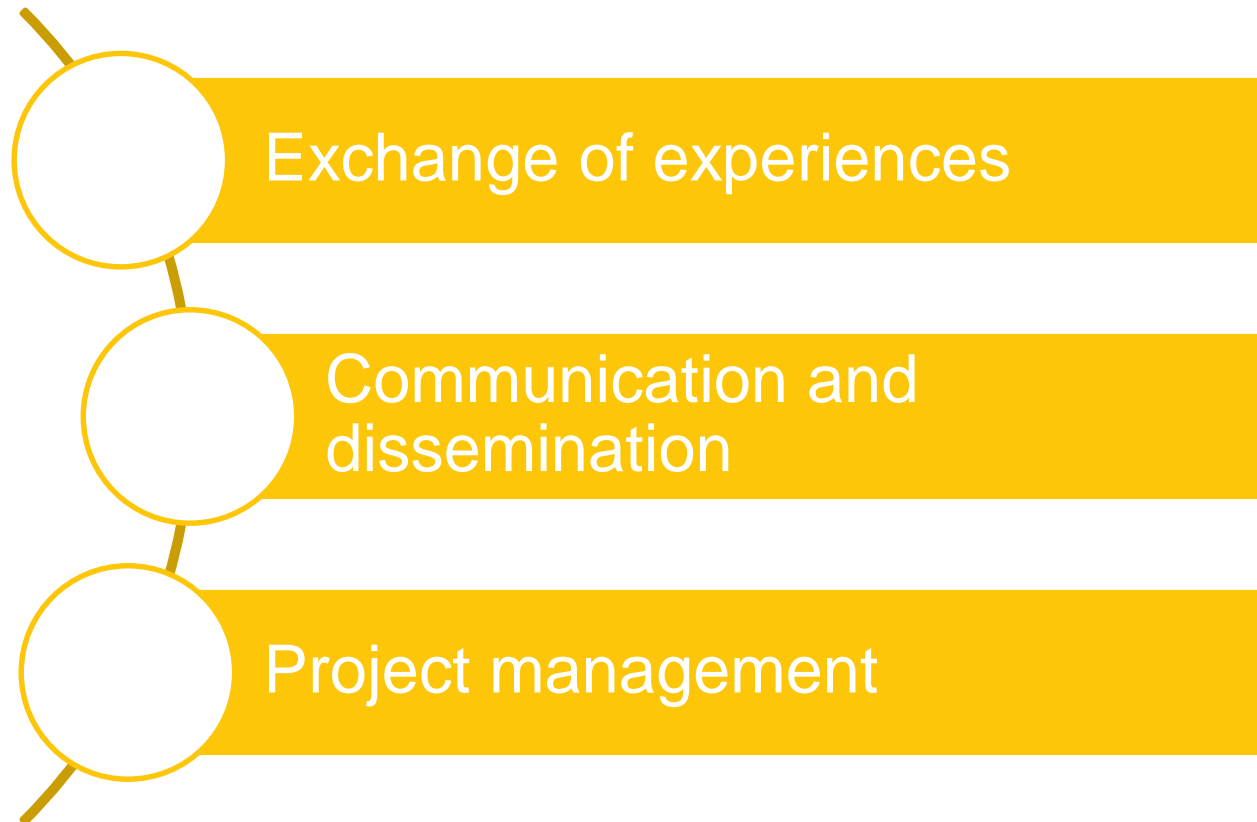 Exchange of experiences
Communication and
dissemination
Project management